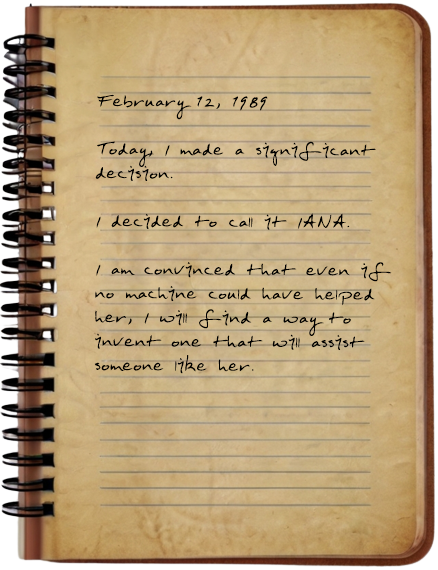 February 12, 1989
Today, I made a significant
decision.
I decided to call it IANA.
I am convinced that even if
no machine could have helped
her, I will find a way to
invent one that will assist
someone like her.